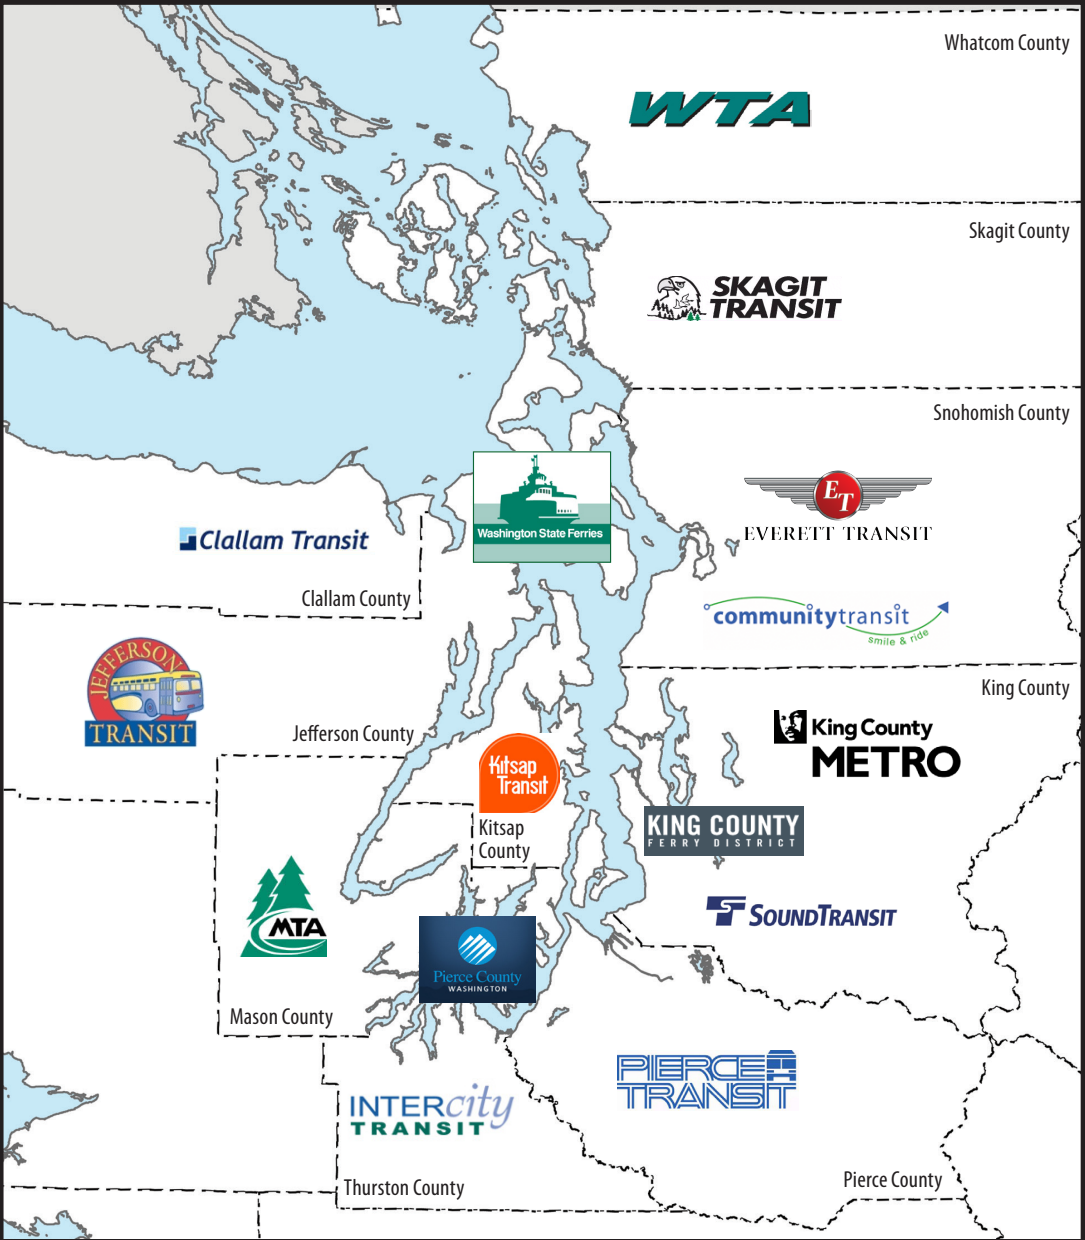 Whatcom County
WTA
Skagit County
SKAGIT
TRANSIT
Snohomish County
ET
EVERETT TRANSIT
Washington State Ferries
Clallam Transit
Clallam County
communitytransit
smile & ride
JEFFERSON
TRANSIT
King County
Jefferson County
King County
METRO
Kitsap
Transit
KING COUNTY
FERRY DISTRICT
Kitsap
County
MTA
SOUNDTRANSIT
Pierce County
WASHINGTON
Mason County
PIERCE
TRANSIT
INTERcity
TRANSIT
Thurston County
Pierce County